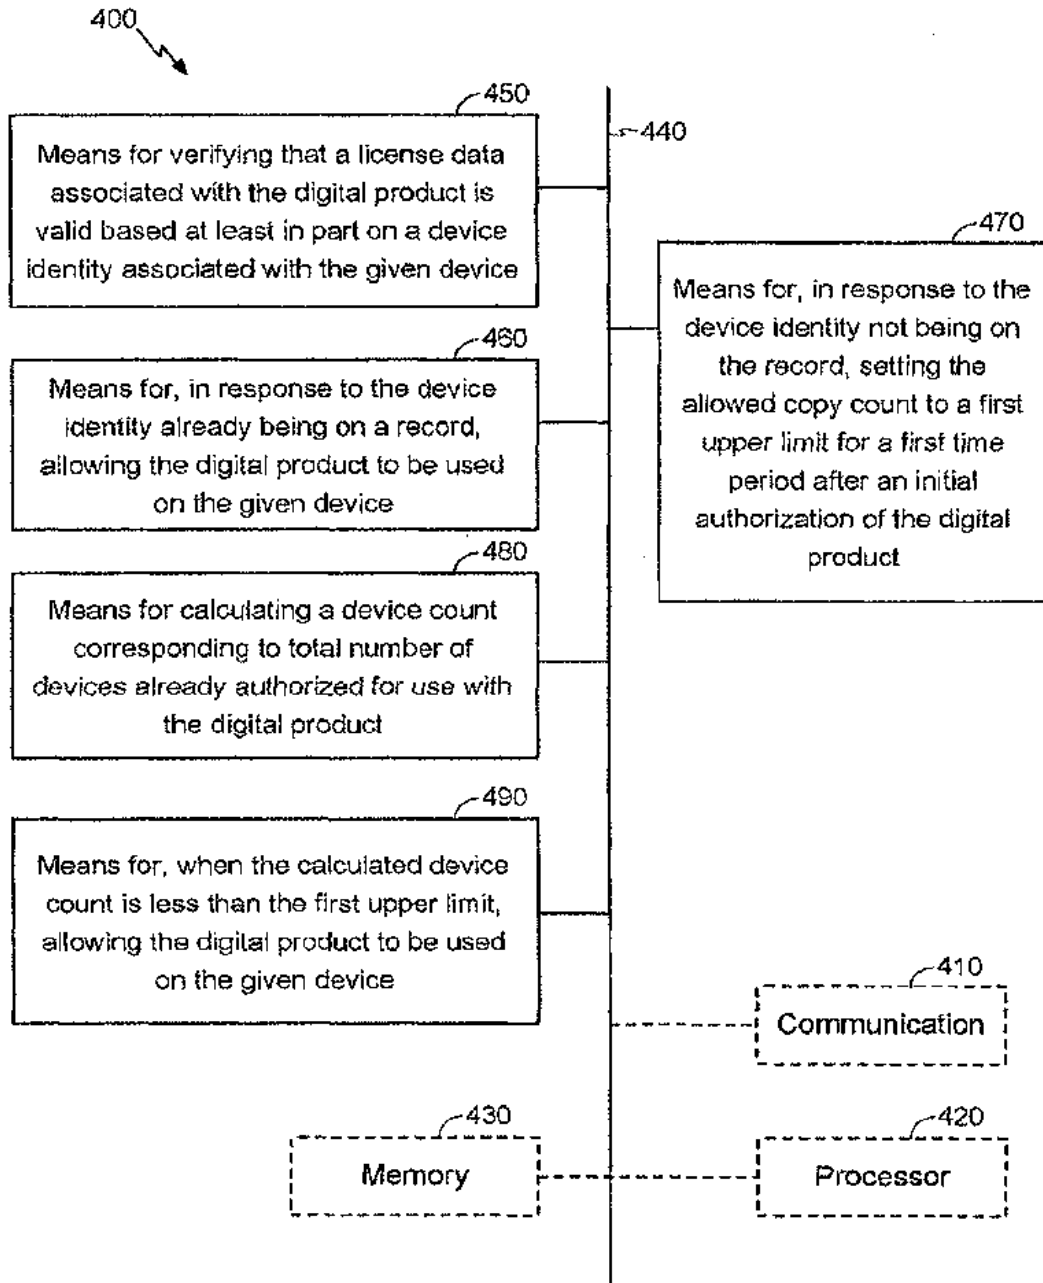 400
450
Means for verifying that a license data
associated with the digital product is
valid based at least in part on a device
identity associated with the given device
440
470
Means for, in response to the
device identity not being on
the record, setting the
allowed copy count to a first
upper limit for a first time
period after an initial
authorization of the digital
product
460
Means for, in response to the device
identity already being on a record,
allowing the digital product to be used
on the given device
480
Means for calculating a device count
corresponding to total number of
devices already authorized for use with
the digital product
490
Means for, when the calculated device
count is less than the first upper limit,
allowing the digital product to be used
on the given device
410
Communication
430
Memory
420
Processor